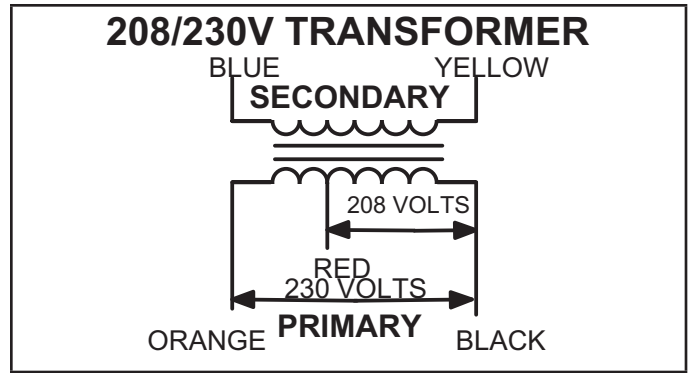 208/230V TRANSFORMER
BLUE YELLOW
SECONDARY
208 VOLTS
RED
230 VOLTS
ORANGE PRIMARY BLACK